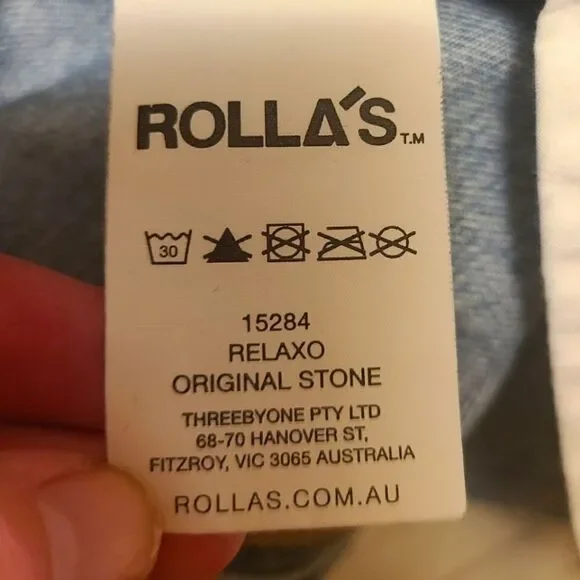 ROLLA'S T.M
30
15284
RELAXO
ORIGINAL STONE
THREEBYONE PTY LTD
68-70 HANOVER ST,
FITZROY, VIC 3065 AUSTRALIA
ROLLAS.COM.AU